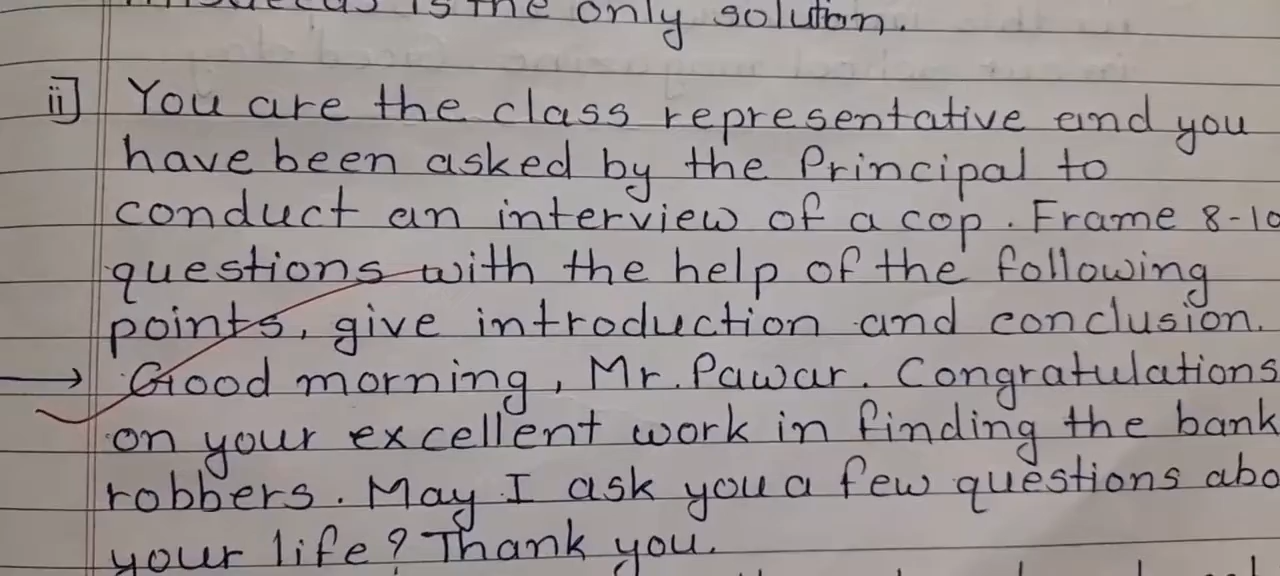 is the only solution.
ii] You are the class representative and you
have been asked by the Principal to
conduct an interview of a cop. Frame 8-10
questions with the help of the following
points, give introduction and conclusion.
→ Good morning, Mr. Pawar. Congratulations
on your excellent work in finding the bank
robbers. May I ask you a few questions abo
your life? Thank you.